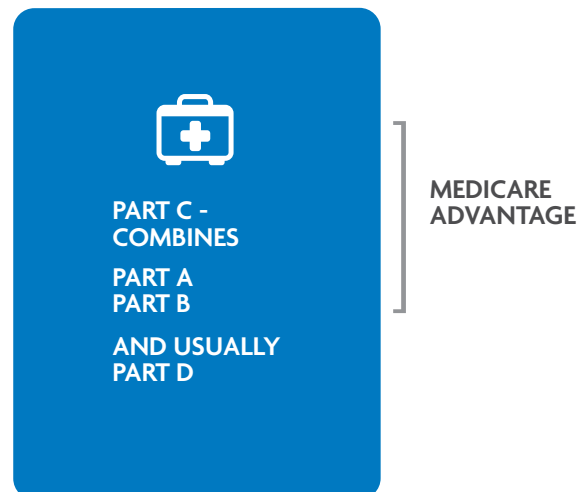 PART C -
COMBINES
PART A
PART B
AND USUALLY
PART D
MEDICARE
ADVANTAGE